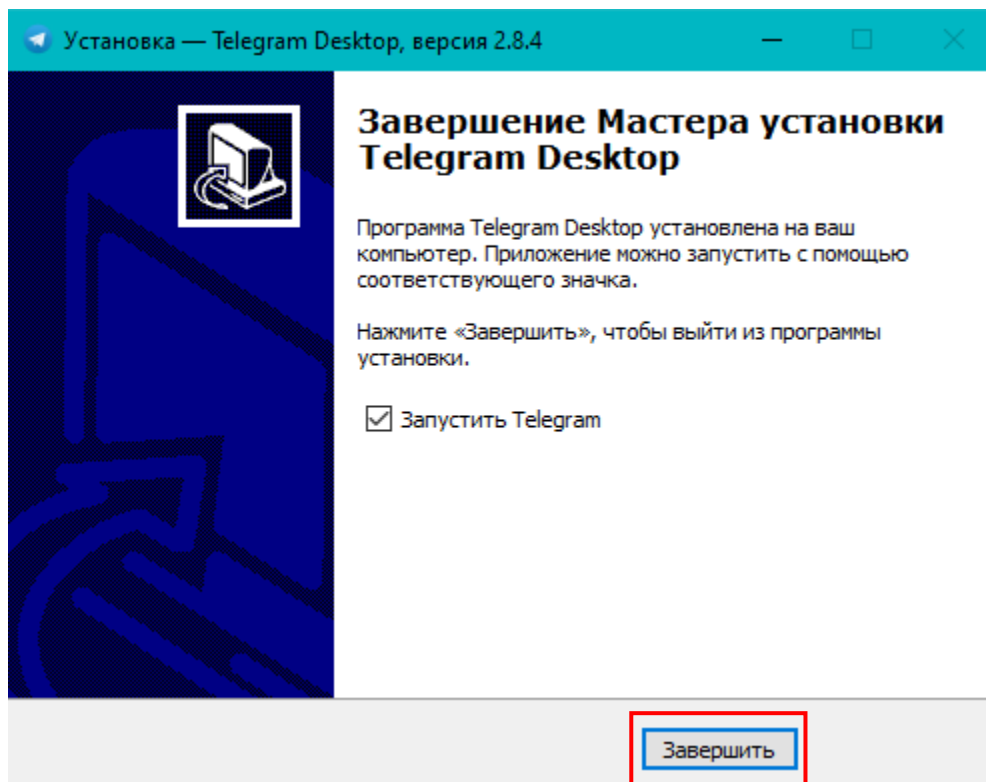 Установка — Telegram Desktop, версия 2.8.4
Завершение Мастера установки
Telegram Desktop
Программа Telegram Desktop установлена на ваш
компьютер. Приложение можно запустить с помощью
соответствующего значка.
Нажмите «Завершить», чтобы выйти из программы
установки.
Запустить Telegram
Завершить